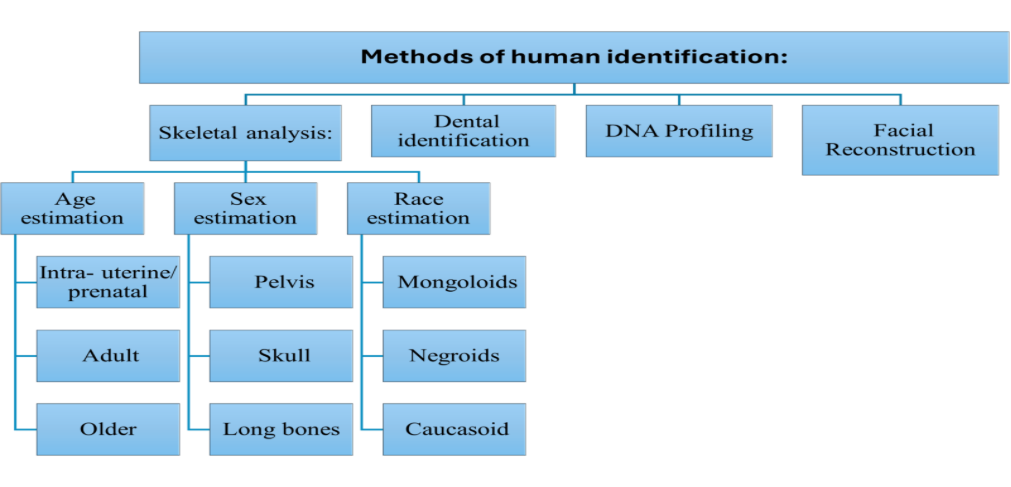 Methods of human identification:
Skeletal analysis:
Dental
identification
DNA Profiling
Facial
Reconstruction
Age
estimation
Sex
estimation
Race
estimation
Intra- uterine/
prenatal
Pelvis
Mongoloids
Adult
Skull
Negroids
Older
Long bones
Caucasoid